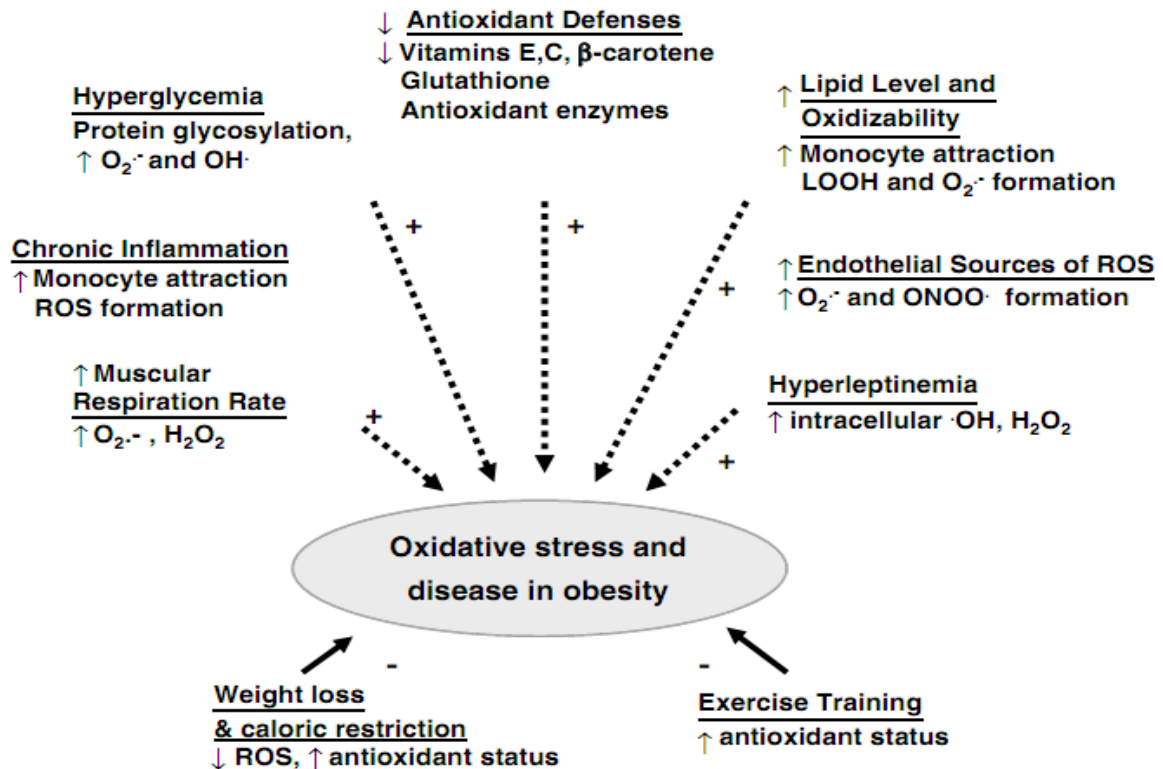 ↓ Antioxidant Defenses
↓ Vitamins E,C, β-carotene
Glutathione
Antioxidant enzymes
Hyperglycemia
Protein glycosylation,
↑ O₂·⁻ and OH·
↑ Lipid Level and
Oxidizability
↑ Monocyte attraction
LOOH and O₂·⁻ formation
+
+
Chronic Inflammation
↑ Monocyte attraction
ROS formation
↑ Endothelial Sources of ROS
↑ O₂·⁻ and ONOO· formation
+
↑ Muscular
Respiration Rate
↑ O₂.- , H₂O₂
+
Hyperleptinemia
↑ intracellular ·OH, H₂O₂
+
Oxidative stress and
disease in obesity
-
-
Weight loss
& caloric restriction
↓ ROS, ↑ antioxidant status
Exercise Training
↑ antioxidant status